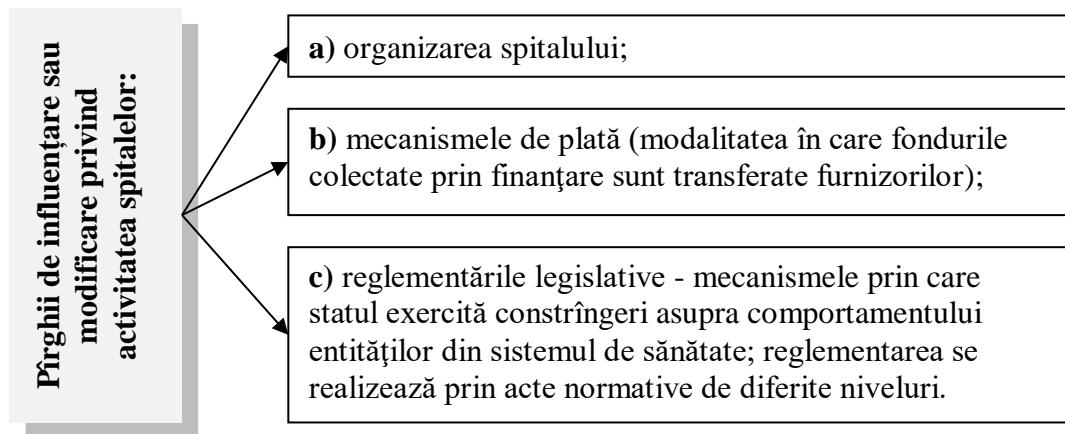 Pîrghii de influențare sau
modificare privind
activitatea spitalelor:
a) organizarea spitalului;
b) mecanismele de plată (modalitatea în care fondurile
colectate prin finanţare sunt transferate furnizorilor);
c) reglementările legislative - mecanismele prin care
statul exercită constrîngeri asupra comportamentului
entităţilor din sistemul de sănătate; reglementarea se
realizează prin acte normative de diferite niveluri.